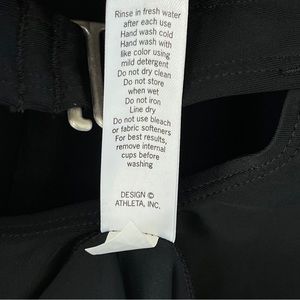 Rinse in fresh water
after each use
Hand wash cold
Hand wash with
like color using
mild detergent
Do not dry clean
Do not store
when wet
Do not iron
Line dry
Do not use bleach
or fabric softeners
For best results,
remove internal
cups before
washing
DESIGN ©
ATHLETA, INC.